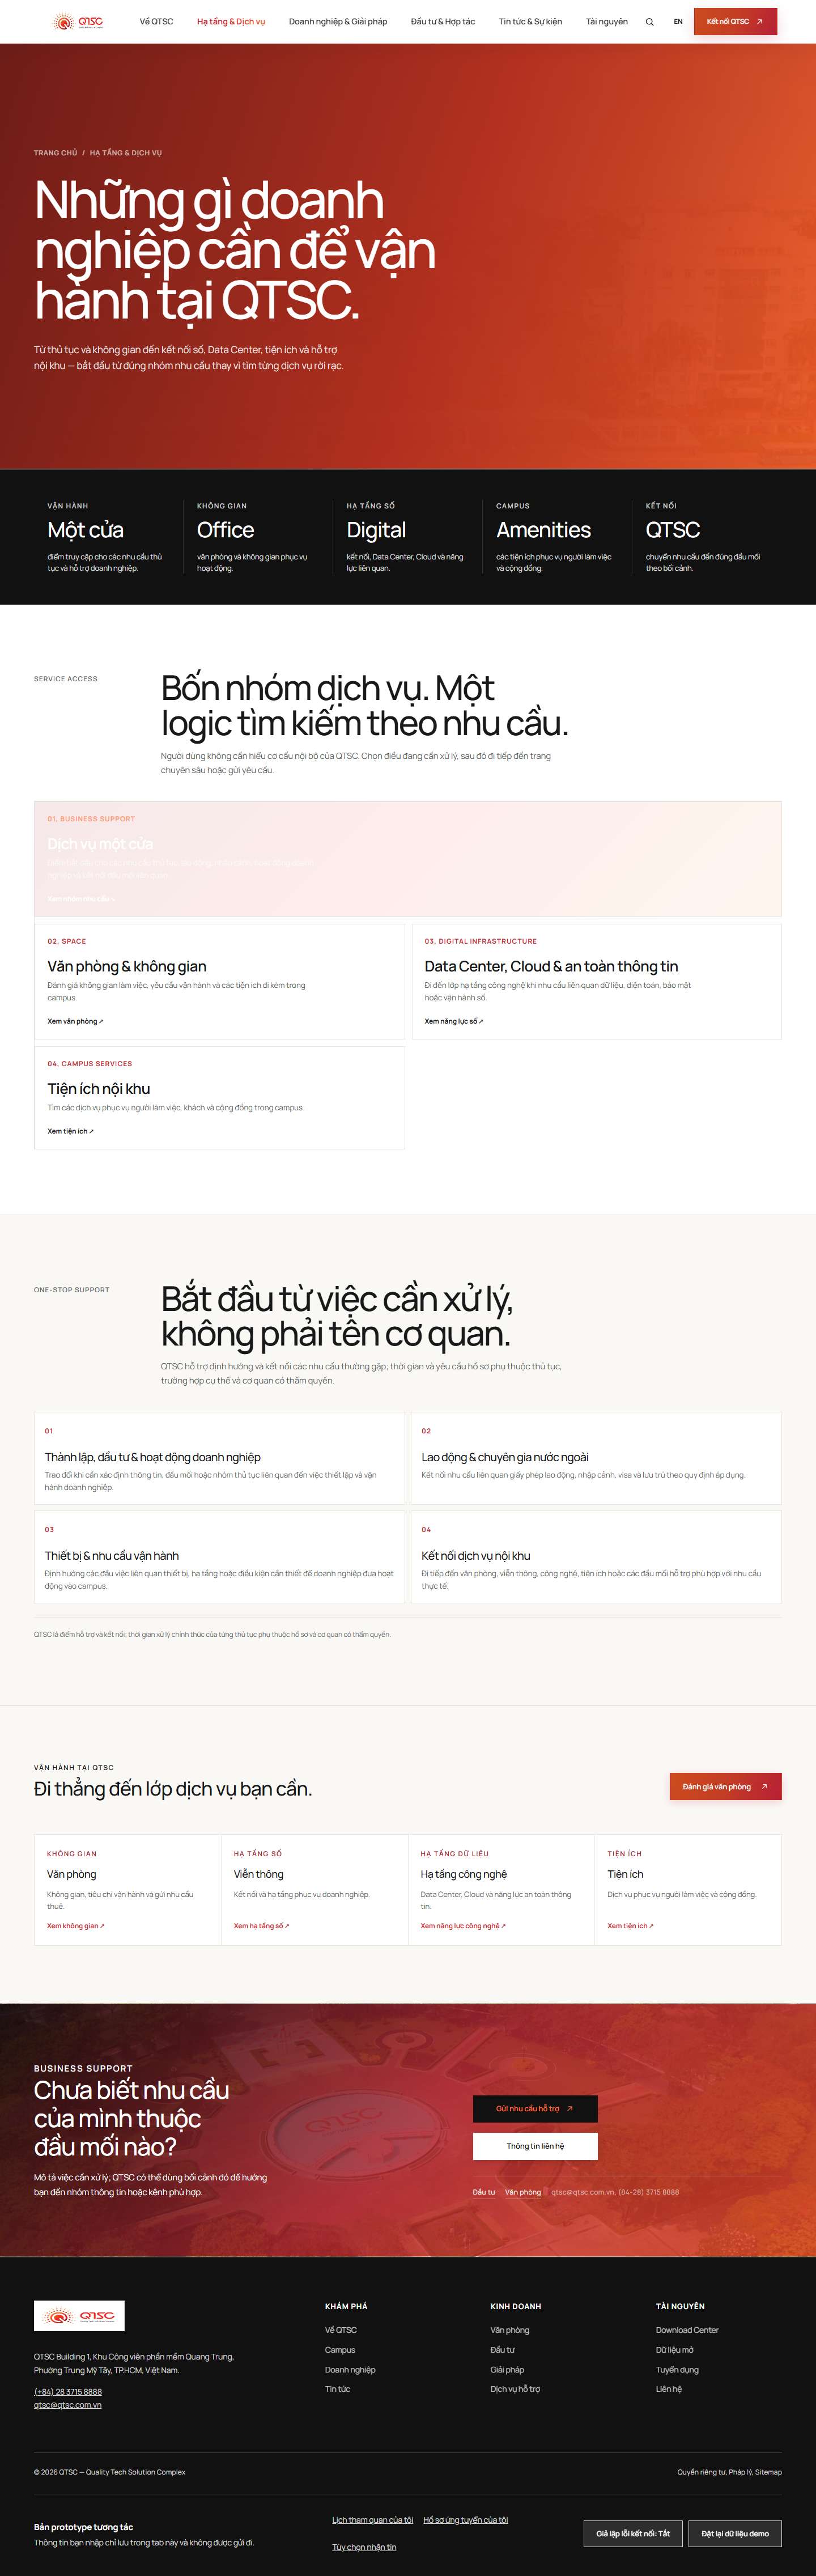 QTSC
Về QTSC
Hạ tầng & Dịch vụ
Doanh nghiệp & Giải pháp
Đầu tư & Hợp tác
Tin tức & Sự kiện
Tài nguyên
EN
Kết nối QTSC ↗
TRANG CHỦ / HẠ TẦNG & DỊCH VỤ
Những gì doanh
nghiệp cần để vận
hành tại QTSC.
Từ thủ tục và không gian đến kết nối số, Data Center, tiện ích và hỗ trợ
nội khu — bắt đầu từ đúng nhóm nhu cầu thay vì tìm từng dịch vụ rời rạc.
VẬN HÀNH
Một cửa
điểm truy cập cho các nhu cầu thủ
tục và hỗ trợ doanh nghiệp.
KHÔNG GIAN
Office
văn phòng và không gian phục vụ
hoạt động.
HẠ TẦNG SỐ
Digital
kết nối, Data Center, Cloud và năng
lực liên quan.
CAMPUS
Amenities
các tiện ích phục vụ người làm việc
và cộng đồng.
KẾT NỐI
QTSC
chuyển nhu cầu đến đúng đầu mối
theo bối cảnh.
SERVICE ACCESS
Bốn nhóm dịch vụ. Một
logic tìm kiếm theo nhu cầu.
Người dùng không cần hiểu cơ cấu nội bộ của QTSC. Chọn điều đang cần xử lý, sau đó đi tiếp đến trang
chuyên sâu hoặc gửi yêu cầu.
01, BUSINESS SUPPORT
Dịch vụ một cửa
02, SPACE
Văn phòng & không gian
Đánh giá không gian làm việc, yêu cầu vận hành và các tiện ích đi kèm trong
campus.
Xem văn phòng ↗
03, DIGITAL INFRASTRUCTURE
Data Center, Cloud & an toàn thông tin
Đi đến lớp hạ tầng công nghệ khi nhu cầu liên quan dữ liệu, điện toán, bảo mật
hoặc vận hành số.
Xem năng lực số ↗
04, CAMPUS SERVICES
Tiện ích nội khu
Tìm các dịch vụ phục vụ người làm việc, khách và cộng đồng trong campus.
Xem tiện ích ↗
ONE-STOP SUPPORT
Bắt đầu từ việc cần xử lý,
không phải tên cơ quan.
QTSC hỗ trợ định hướng và kết nối các nhu cầu thường gặp; thời gian và yêu cầu hồ sơ phụ thuộc thủ tục,
trường hợp cụ thể và cơ quan có thẩm quyền.
01
Thành lập, đầu tư & hoạt động doanh nghiệp
Trao đổi khi cần xác định thông tin, đầu mối hoặc nhóm thủ tục liên quan đến việc thiết lập và vận
hành doanh nghiệp.
02
Lao động & chuyên gia nước ngoài
Kết nối nhu cầu liên quan giấy phép lao động, nhập cảnh, visa và lưu trú theo quy định áp dụng.
03
Thiết bị & nhu cầu vận hành
Định hướng các đầu việc liên quan thiết bị, hạ tầng hoặc điều kiện cần thiết để doanh nghiệp đưa hoạt
động vào campus.
04
Kết nối dịch vụ nội khu
Đi tiếp đến văn phòng, viễn thông, công nghệ, tiện ích hoặc các đầu mối hỗ trợ phù hợp với nhu cầu
thực tế.
QTSC là điểm hỗ trợ và kết nối; thời gian xử lý chính thức của từng thủ tục phụ thuộc hồ sơ và cơ quan có thẩm quyền.
VẬN HÀNH TẠI QTSC
Đi thẳng đến lớp dịch vụ bạn cần.
Đánh giá văn phòng ↗
KHÔNG GIAN
Văn phòng
Không gian, tiêu chí vận hành và gửi nhu cầu
thuê.
Xem không gian ↗
HẠ TẦNG SỐ
Viễn thông
Kết nối và hạ tầng phục vụ doanh nghiệp.
Xem hạ tầng số ↗
HẠ TẦNG DỮ LIỆU
Hạ tầng công nghệ
Data Center, Cloud và năng lực an toàn thông
tin.
Xem năng lực công nghệ ↗
TIỆN ÍCH
Tiện ích
Dịch vụ phục vụ người làm việc và cộng đồng.
Xem tiện ích ↗
BUSINESS SUPPORT
Chưa biết nhu cầu
của mình thuộc
đầu mối nào?
Mô tả việc cần xử lý; QTSC có thể dùng bối cảnh đó để hướng
bạn đến nhóm thông tin hoặc kênh phù hợp.
Gửi nhu cầu hỗ trợ ↗
Thông tin liên hệ
Đầu tư
Văn phòng
qtsc@qtsc.com.vn, (84-28) 3715 8888
QTSC
QTSC Building 1, Khu Công viên phần mềm Quang Trung,
Phường Trung Mỹ Tây, TP.HCM, Việt Nam.
(+84) 28 3715 8888
qtsc@qtsc.com.vn
KHÁM PHÁ
Về QTSC
Campus
Doanh nghiệp
Tin tức
KINH DOANH
Văn phòng
Đầu tư
Giải pháp
Dịch vụ hỗ trợ
TÀI NGUYÊN
Download Center
Dữ liệu mở
Tuyển dụng
Liên hệ
© 2026 QTSC — Quality Tech Solution Complex
Quyền riêng tư, Pháp lý, Sitemap
Bản prototype tương tác
Thông tin bạn nhập chỉ lưu trong tab này và không được gửi đi.
Lịch tham quan của tôi
Hồ sơ ứng tuyển của tôi
Tùy chọn nhận tin
Giả lập lỗi kết nối: Tắt
Đặt lại dữ liệu demo